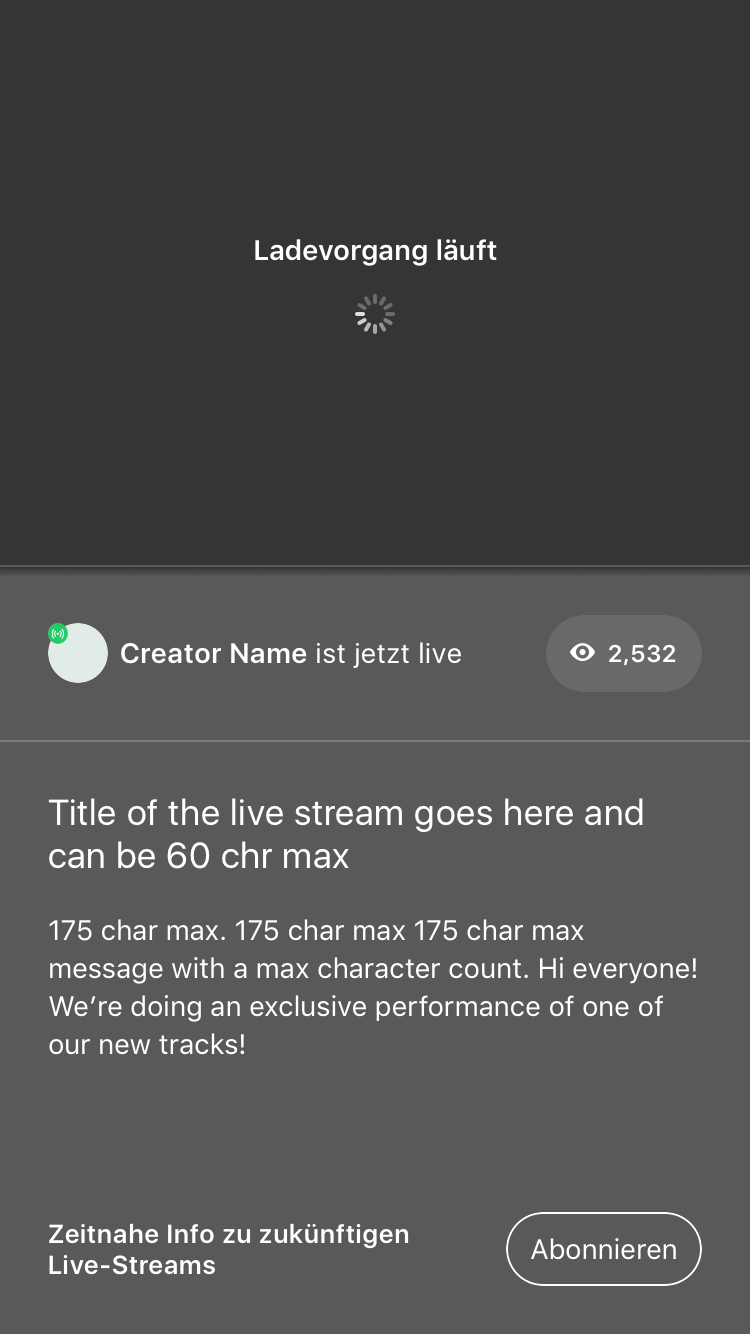 Ladevorgang läuft
Creator Name ist jetzt live
2,532
Title of the live stream goes here and
can be 60 chr max
175 char max. 175 char max 175 char max
message with a max character count. Hi everyone!
We’re doing an exclusive performance of one of
our new tracks!
Zeitnahe Info zu zukünftigen
Live-Streams
Abonnieren